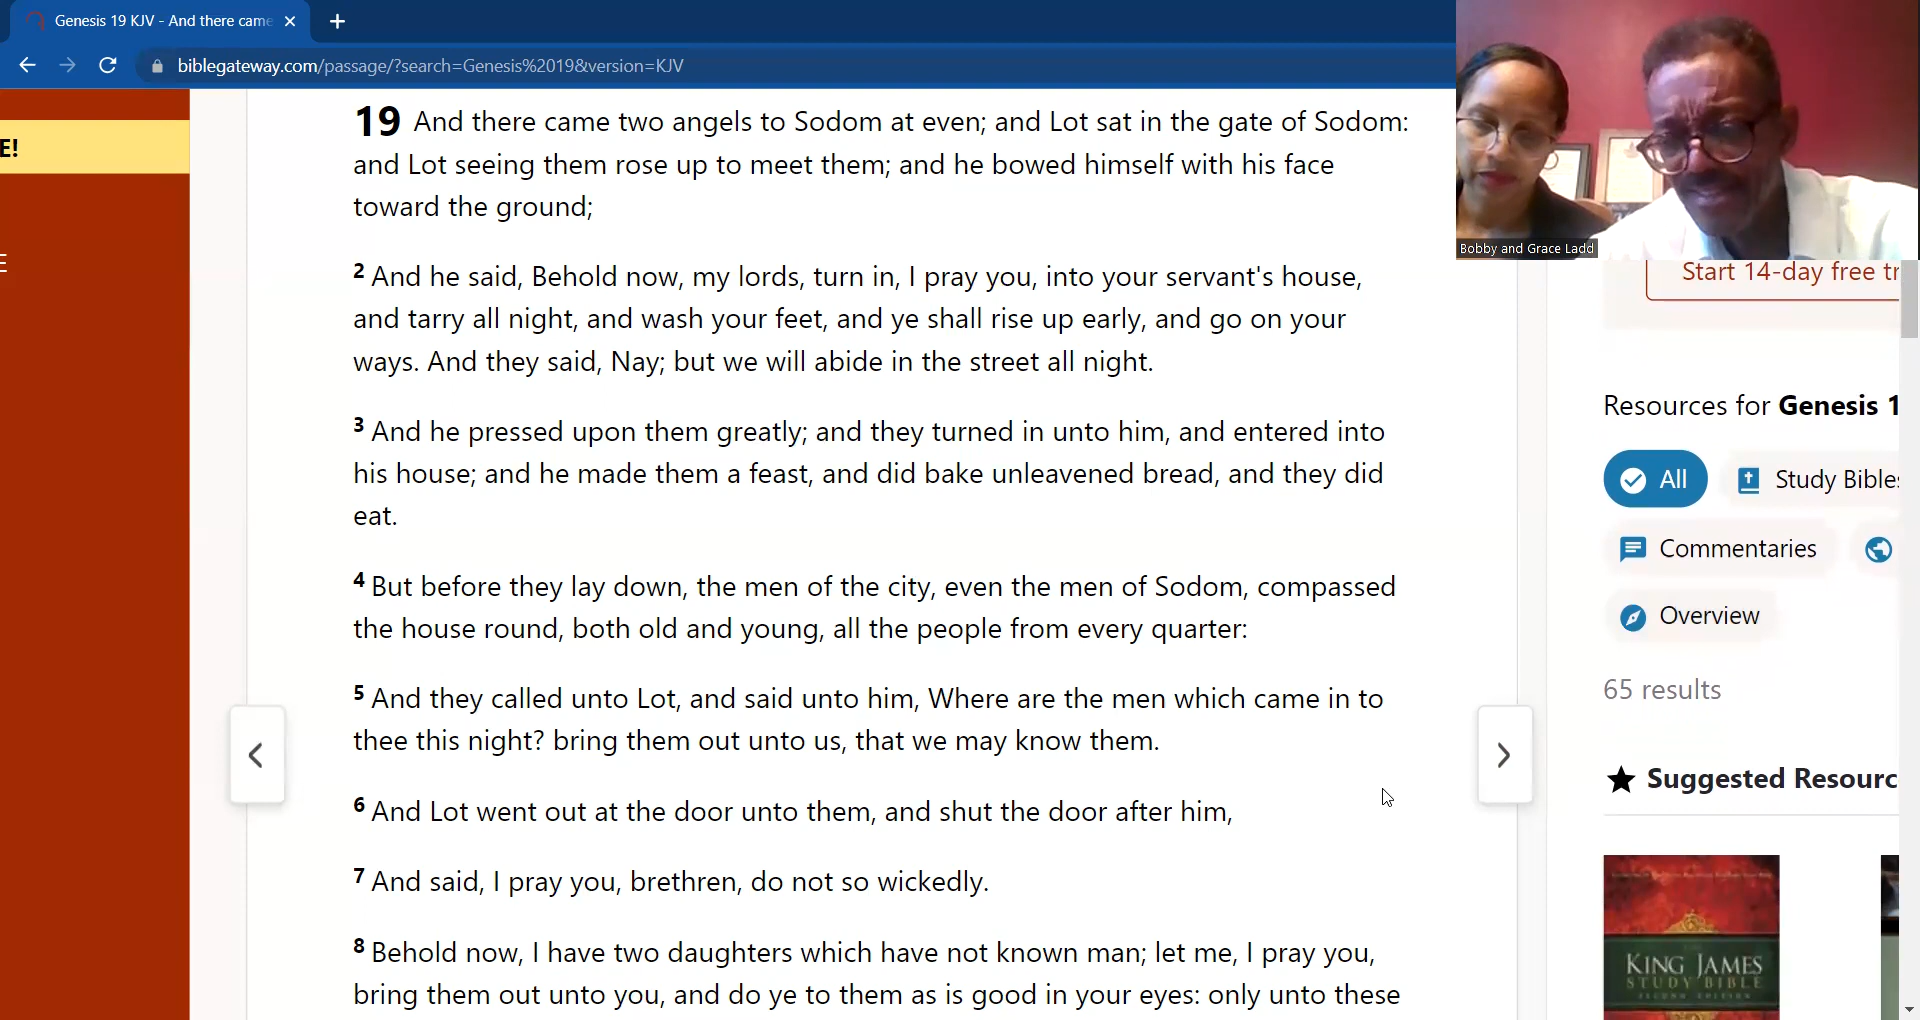 Genesis 19 KJV - And there came
biblegateway.com/passage/?search=Genesis%2019&version=KJV
E!
E
19 And there came two angels to Sodom at even; and Lot sat in the gate of Sodom:
and Lot seeing them rose up to meet them; and he bowed himself with his face
toward the ground;
2 And he said, Behold now, my lords, turn in, I pray you, into your servant's house,
and tarry all night, and wash your feet, and ye shall rise up early, and go on your
ways. And they said, Nay; but we will abide in the street all night.
3 And he pressed upon them greatly; and they turned in unto him, and entered into
his house; and he made them a feast, and did bake unleavened bread, and they did
eat.
4 But before they lay down, the men of the city, even the men of Sodom, compassed
the house round, both old and young, all the people from every quarter:
5 And they called unto Lot, and said unto him, Where are the men which came in to
thee this night? bring them out unto us, that we may know them.
6 And Lot went out at the door unto them, and shut the door after him,
7 And said, I pray you, brethren, do not so wickedly.
8 Behold now, I have two daughters which have not known man; let me, I pray you,
bring them out unto you, and do ye to them as is good in your eyes: only unto these
Bobby and Grace Ladd
Start 14-day free tr
Resources for Genesis 1
All
Study Bibles
Commentaries
Overview
65 results
Suggested Resourc
KING JAMES
STUDY BIBLE
SECOND EDITION